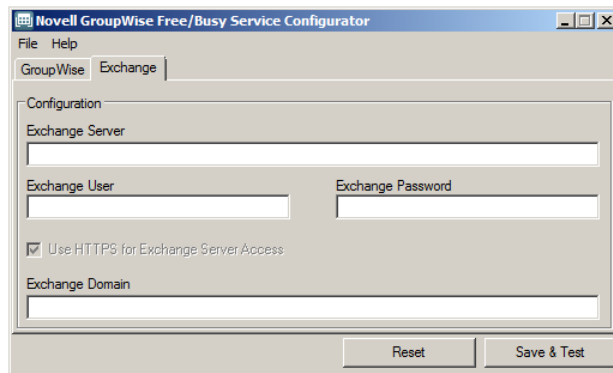 Novell GroupWise Free/Busy Service Configurator
File Help
GroupWise Exchange
Configuration
Exchange Server
Exchange User Exchange Password
Use HTTPS for Exchange Server Access
Exchange Domain
Reset Save & Test